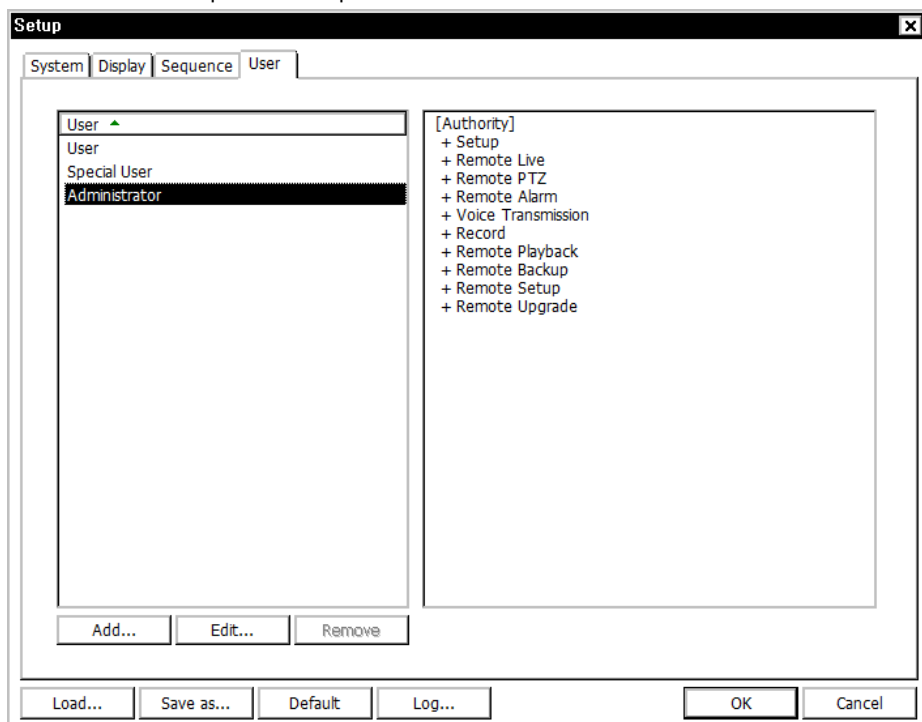 Setup
System Display Sequence User
User
User
Special User
Administrator
[Authority]
+ Setup
+ Remote Live
+ Remote PTZ
+ Remote Alarm
+ Voice Transmission
+ Record
+ Remote Playback
+ Remote Backup
+ Remote Setup
+ Remote Upgrade
Add... Edit... Remove
Load... Save as... Default Log... OK Cancel